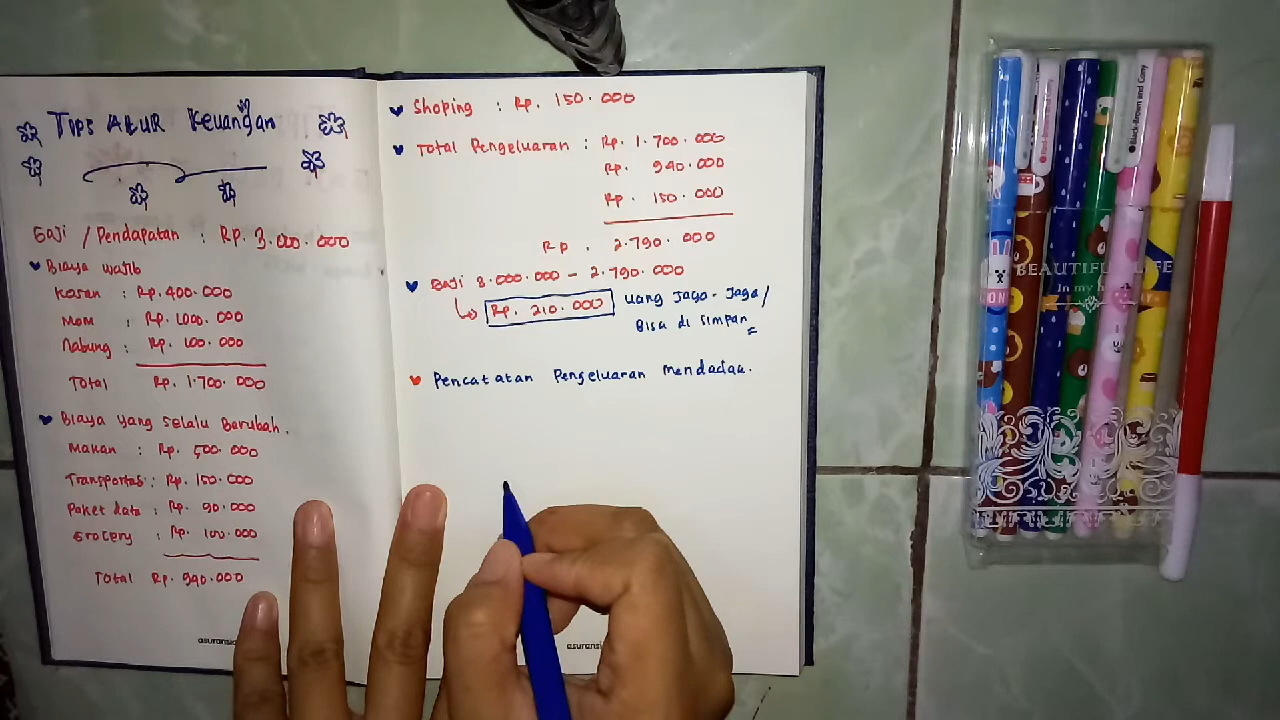 Tips Atur Keuangan
Gaji / Pendapatan : Rp. 3.000.000
Biaya wajib
Kosan : Rp. 400.000
Mom : Rp. 1.000.000
Nabung : Rp. 100.000
Total Rp. 1.700.000
Biaya yang selalu Berubah.
Makan : Rp. 500.000
Transportasi : Rp. 150.000
Paket data : Rp. 90.000
Grocery : Rp. 100.000
Total Rp. 940.000
asuransi
Shoping : Rp. 150.000
Total Pengeluaran : Rp. 1.700.000
Rp. 940.000
Rp. 150.000
Rp. 2.790.000
Gaji 3.000.000 - 2.790.000
Rp. 210.000 uang Jaga-Jaga /
Bisa di simpan
Pencatatan Pengeluaran mendadak.
asuransi
BEAUTIFUL LIFE
In my h